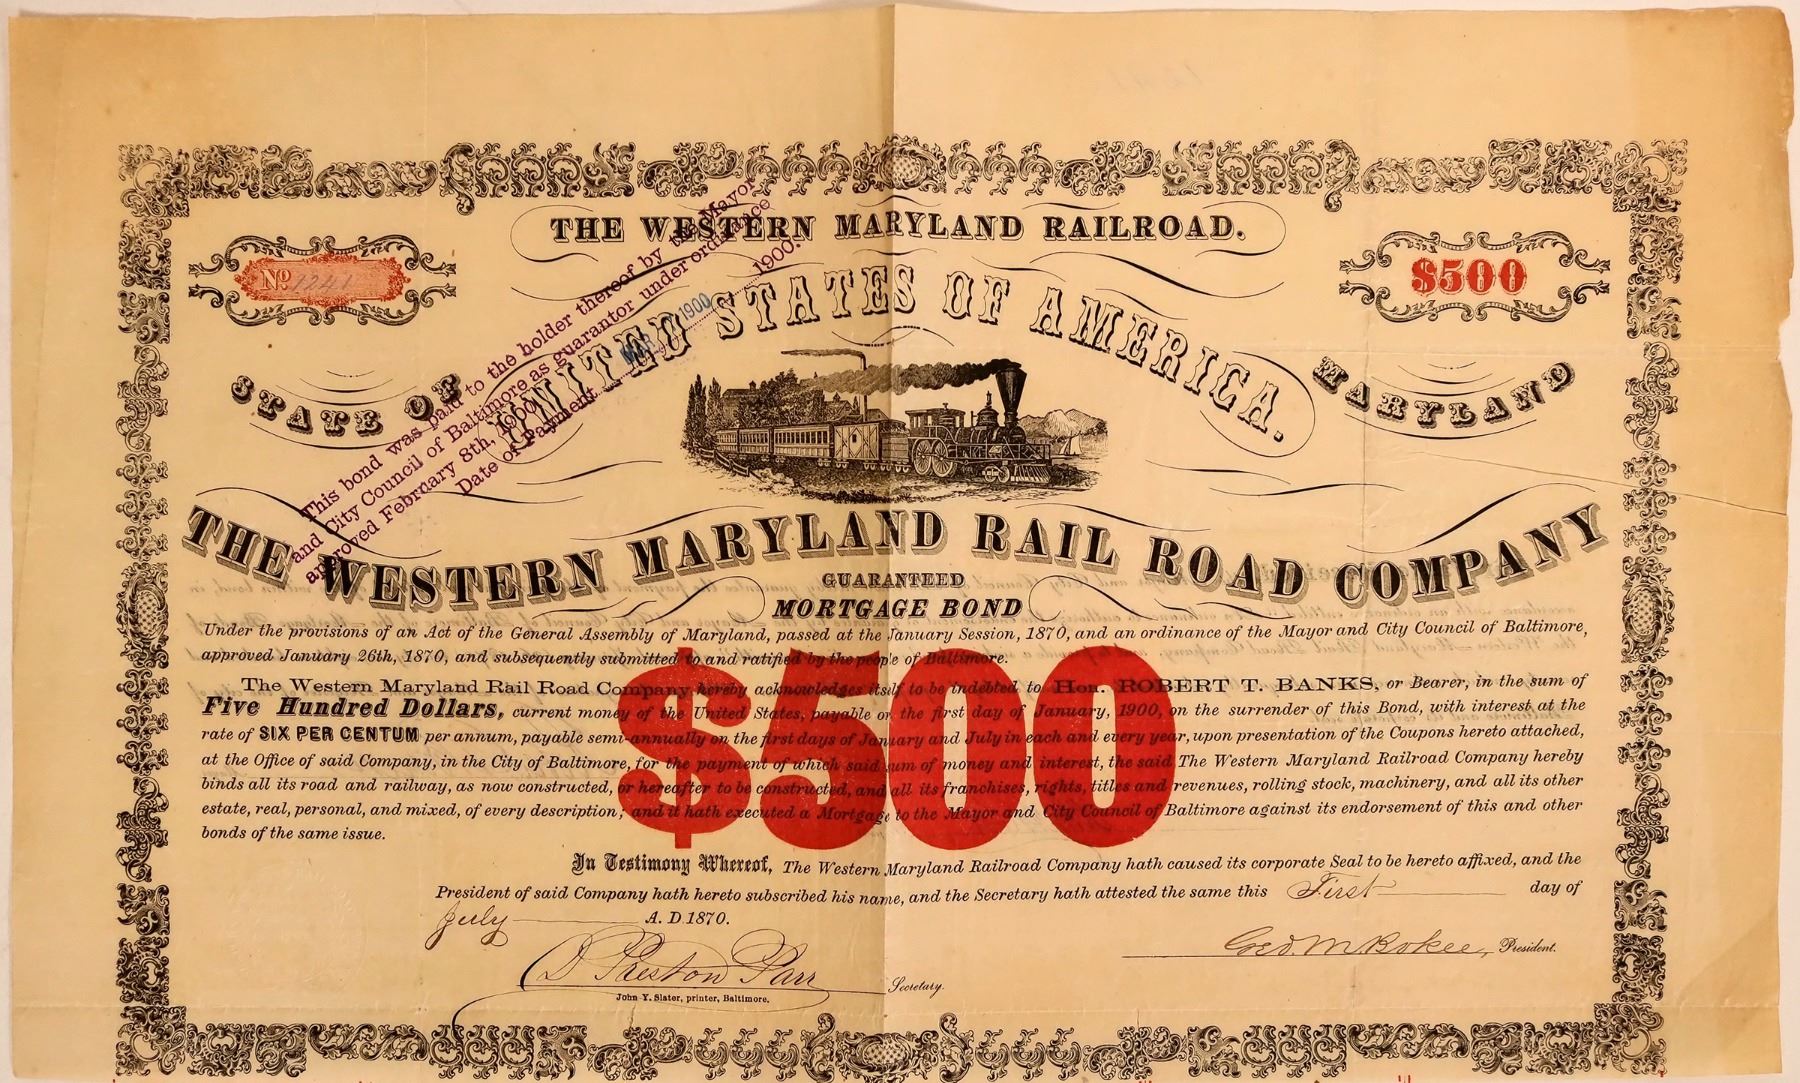 THE WESTERN MARYLAND RAILROAD.
No 1241
$500
UNITED STATES OF AMERICA.
STATE OF
MARYLAND
This bond was paid to the holder thereof by the Mayor
and City Council of Baltimore as guarantor under ordinance
approved February 8th, 1900.
Date of Payment MAR 1900 1900.
THE WESTERN MARYLAND RAIL ROAD COMPANY
GUARANTEED
MORTGAGE BOND
Under the provisions of an Act of the General Assembly of Maryland, passed at the January Session, 1870, and an ordinance of the Mayor and City Council of Baltimore,
approved January 26th, 1870, and subsequently submitted to and ratified by the people of Baltimore.
$500
The Western Maryland Rail Road Company hereby acknowledges itself to be indebted to Hon. ROBERT T. BANKS, or Bearer, in the sum of
Five Hundred Dollars, current money of the United States, payable on the first day of January, 1900, on the surrender of this Bond, with interest at the
rate of SIX PER CENTUM per annum, payable semi-annually on the first days of January and July in each and every year, upon presentation of the Coupons hereto attached,
at the Office of said Company, in the City of Baltimore, for the payment of which said sum of money and interest, the said The Western Maryland Railroad Company hereby
binds all its road and railway, as now constructed, or hereafter to be constructed, and all its franchises, rights, titles and revenues, rolling stock, machinery, and all its other
estate, real, personal, and mixed, of every description; and it hath executed a Mortgage to the Mayor and City Council of Baltimore against its endorsement of this and other
bonds of the same issue.
In Testimony Whereof, The Western Maryland Railroad Company hath caused its corporate Seal to be hereto affixed, and the
President of said Company hath hereto subscribed his name, and the Secretary hath attested the same this First day of
July A. D. 1870.
Geo. M. Bokee, President.
D Preston Parr Secretary.
John Y. Slater, printer, Baltimore.